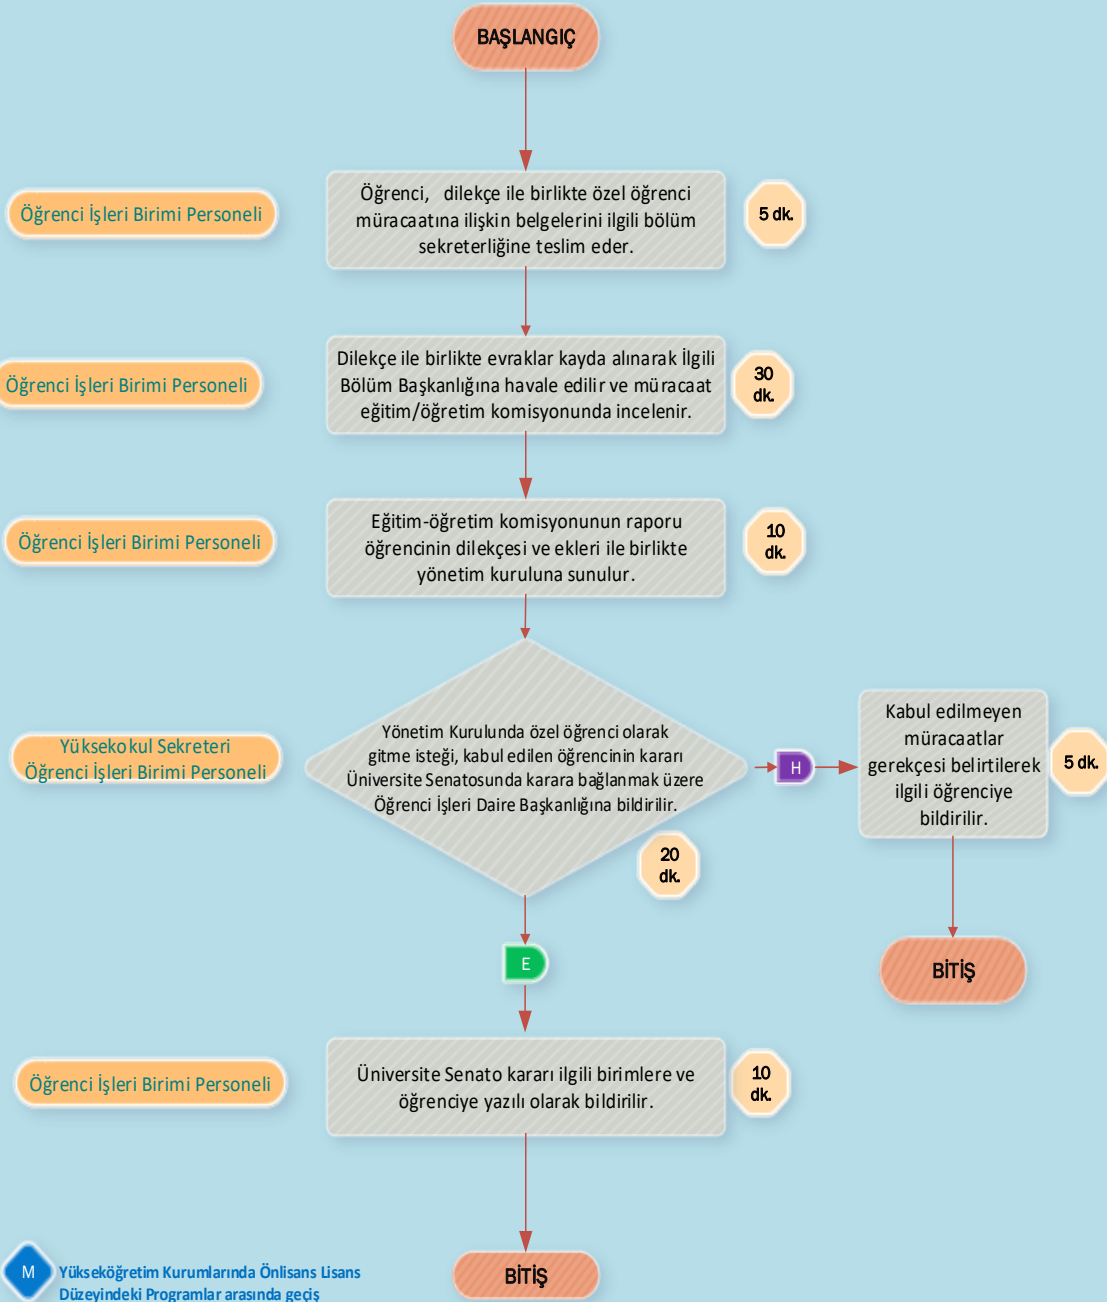 BAŞLANGIÇ
Öğrenci İşleri Birimi Personeli
Öğrenci, dilekçe ile birlikte özel öğrenci
müracaatına ilişkin belgelerini ilgili bölüm
sekreterliğine teslim eder.
5 dk.
Öğrenci İşleri Birimi Personeli
Dilekçe ile birlikte evraklar kayda alınarak İlgili
Bölüm Başkanlığına havale edilir ve müracaat
eğitim/öğretim komisyonunda incelenir.
30
dk.
Öğrenci İşleri Birimi Personeli
Eğitim-öğretim komisyonunun raporu
öğrencinin dilekçesi ve ekleri ile birlikte
yönetim kuruluna sunulur.
10
dk.
Yüksekokul Sekreteri
Öğrenci İşleri Birimi Personeli
Yönetim Kurulunda özel öğrenci olarak
gitme isteği, kabul edilen öğrencinin kararı
Üniversite Senatosunda karara bağlanmak üzere
Öğrenci İşleri Daire Başkanlığına bildirilir.
20
dk.
H
Kabul edilmeyen
müracaatlar
gerekçesi belirtilerek
ilgili öğrenciye
bildirilir.
5 dk.
BİTİŞ
E
Öğrenci İşleri Birimi Personeli
Üniversite Senato kararı ilgili birimlere ve
öğrenciye yazılı olarak bildirilir.
10
dk.
BİTİŞ
M
Yükseköğretim Kurumlarında Önlisans Lisans
Düzeyindeki Programlar arasında geçiş